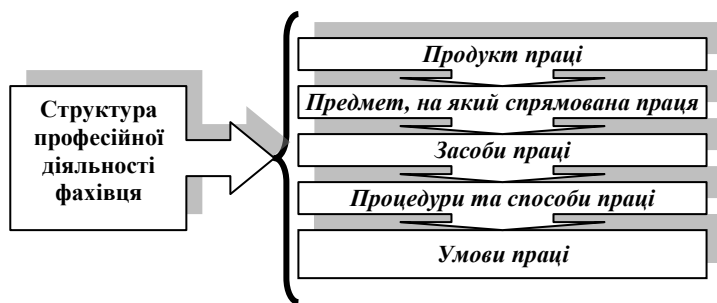 Структура
професійної
діяльності
фахівця
Продукт праці
Предмет, на який спрямована праця
Засоби праці
Процедури та способи праці
Умови праці